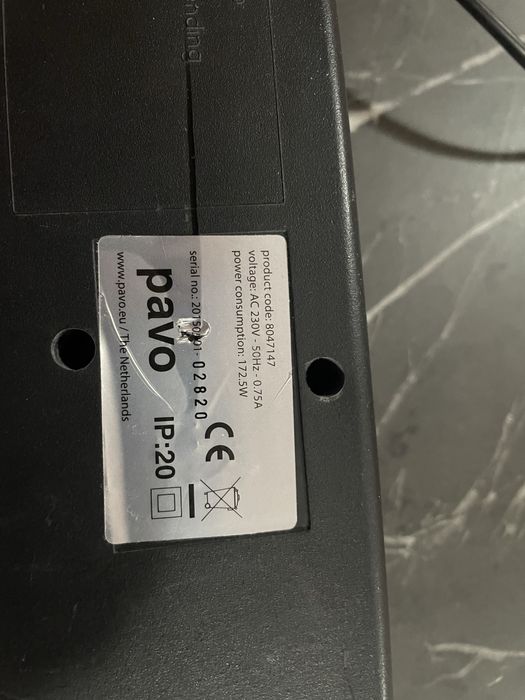 product code: 8047147
voltage: AC 230V - 50Hz - 0.75A
power consumption: 172.5W
CE
serial no.: 02820
pavo IP:20
www.pavo.eu / The Netherlands